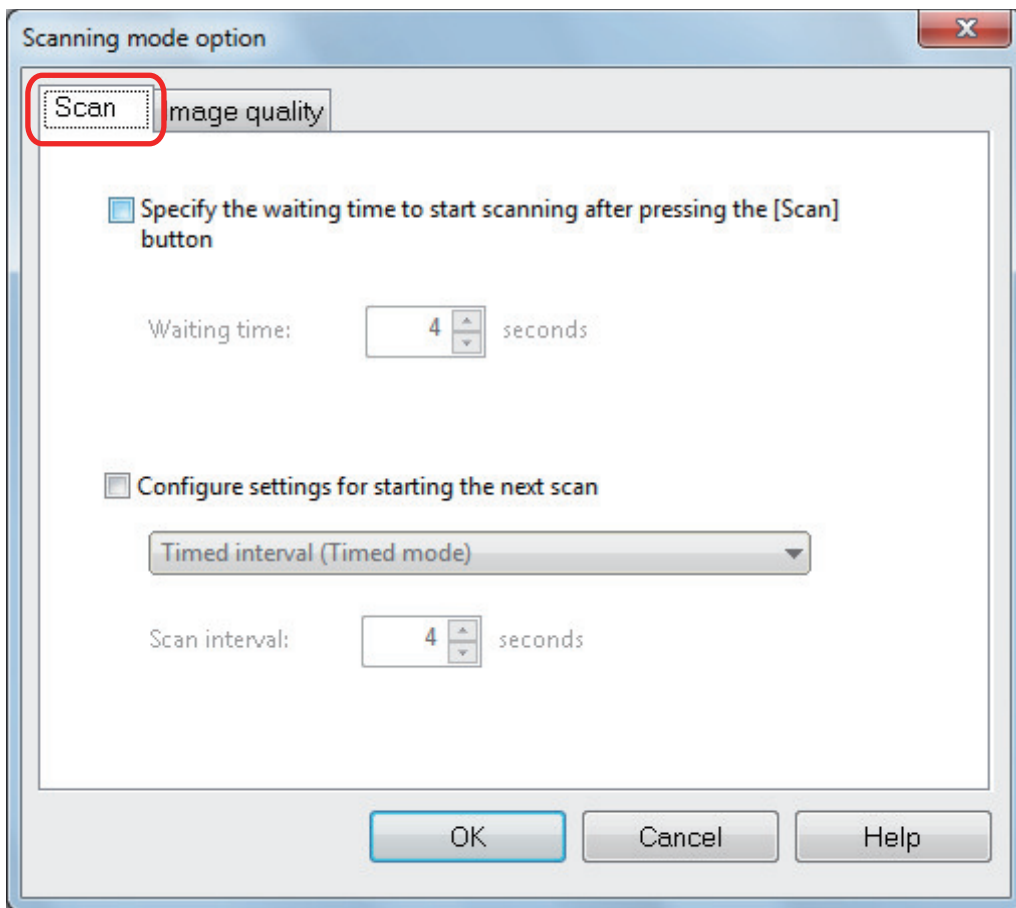 Scanning mode option
Scan
mage quality
Specify the waiting time to start scanning after pressing the [Scan]
button
Waiting time: 4 seconds
Configure settings for starting the next scan
Timed interval (Timed mode)
Scan interval: 4 seconds
OK Cancel Help